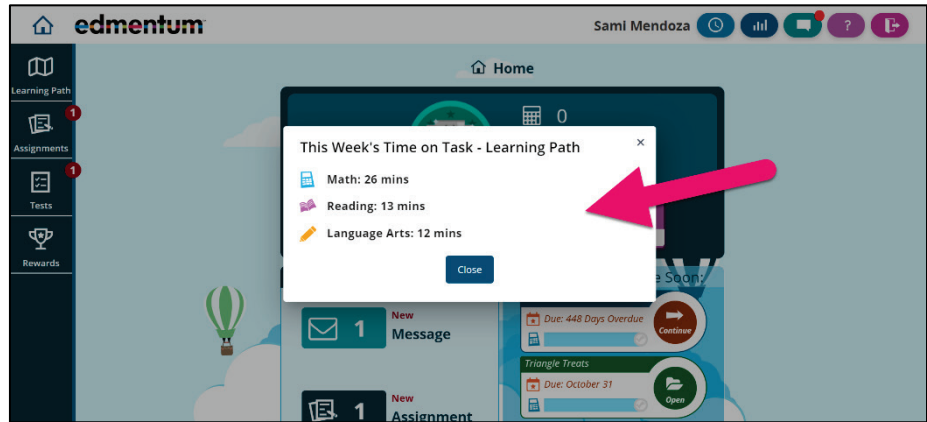 edmentum
Sami Mendoza
?
Learning Path
Home
1
Assignments
0
This Week's Time on Task - Learning Path
×
Math: 26 mins
Reading: 13 mins
Language Arts: 12 mins
Close
1
Tests
Rewards
Soon:
1
New
Message
Due: 448 Days Overdue
Continue
Triangle Treats
Due: October 31
Open
1
New
Assignment